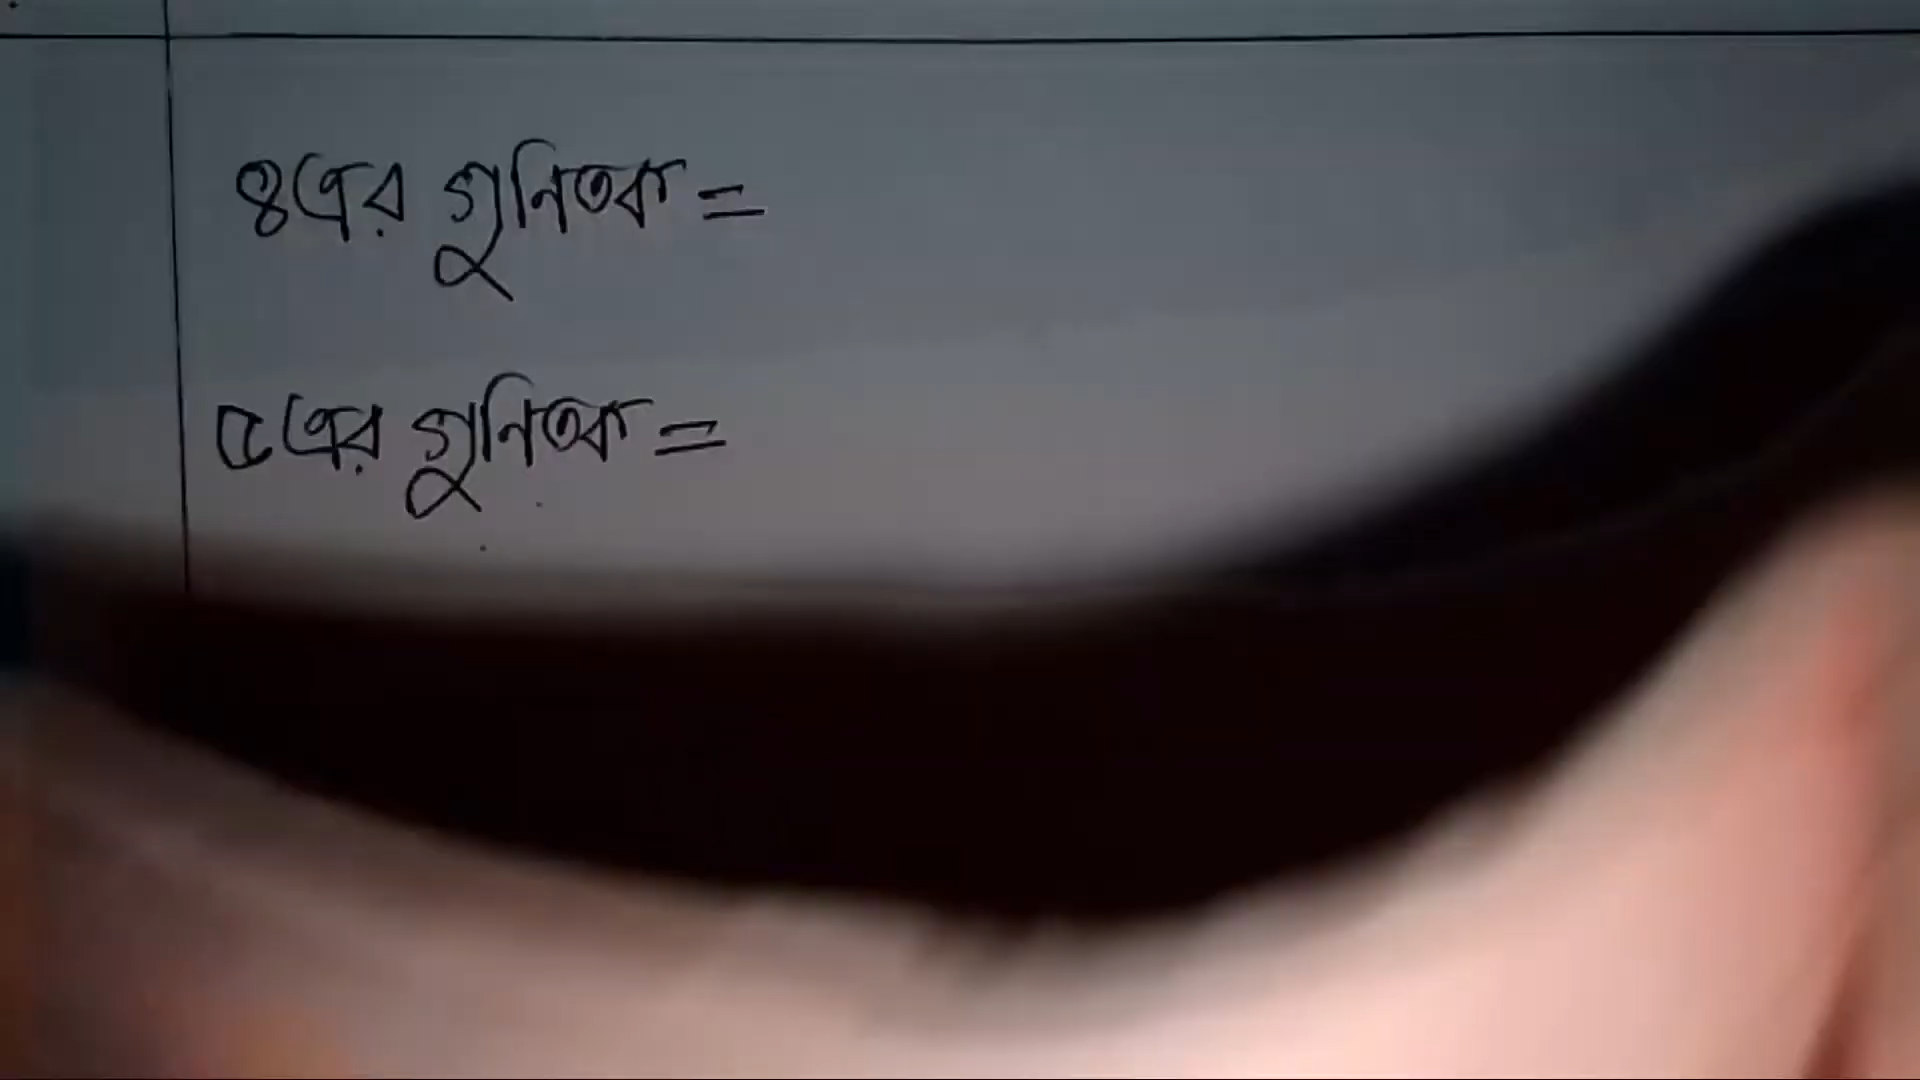 ৪এর গুনিতক =
৫এর গুনিতক =